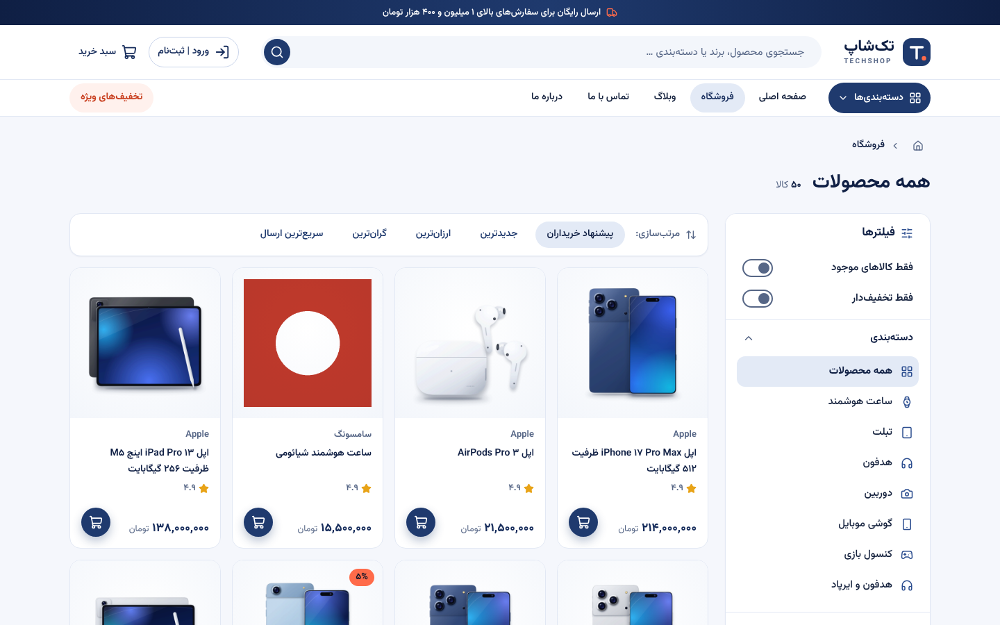 ارسال رایگان برای سفارش‌های بالای ۱ میلیون و ۴۰۰ هزار تومان
تک‌شاپ
TECHSHOP
T
جستجوی محصول، برند یا دسته‌بندی ...
ورود | ثبت‌نام
سبد خرید
دسته‌بندی‌ها
صفحه اصلی
فروشگاه
وبلاگ
تماس با ما
درباره ما
تخفیف‌های ویژه
فروشگاه
همه محصولات
۵۰ کالا
فیلترها
فقط کالاهای موجود
فقط تخفیف‌دار
دسته‌بندی
همه محصولات
ساعت هوشمند
تبلت
هدفون
دوربین
گوشی موبایل
کنسول بازی
هدفون و ایرپاد
مرتب‌سازی:
پیشنهاد خریداران
جدیدترین
ارزان‌ترین
گران‌ترین
سریع‌ترین ارسال
Apple
اپل iPhone ۱۷ Pro Max ظرفیت
۵۱۲ گیگابایت
۴.۹
۲۱۴,۰۰۰,۰۰۰ تومان
Apple
اپل AirPods Pro ۳
۴.۹
۲۱,۵۰۰,۰۰۰ تومان
سامسونگ
ساعت هوشمند شیائومی
۴.۹
۱۵,۵۰۰,۰۰۰ تومان
Apple
اپل iPad Pro ۱۳ اینچ M۵
ظرفیت ۲۵۶ گیگابایت
۴.۹
۱۳۸,۰۰۰,۰۰۰ تومان
۵%